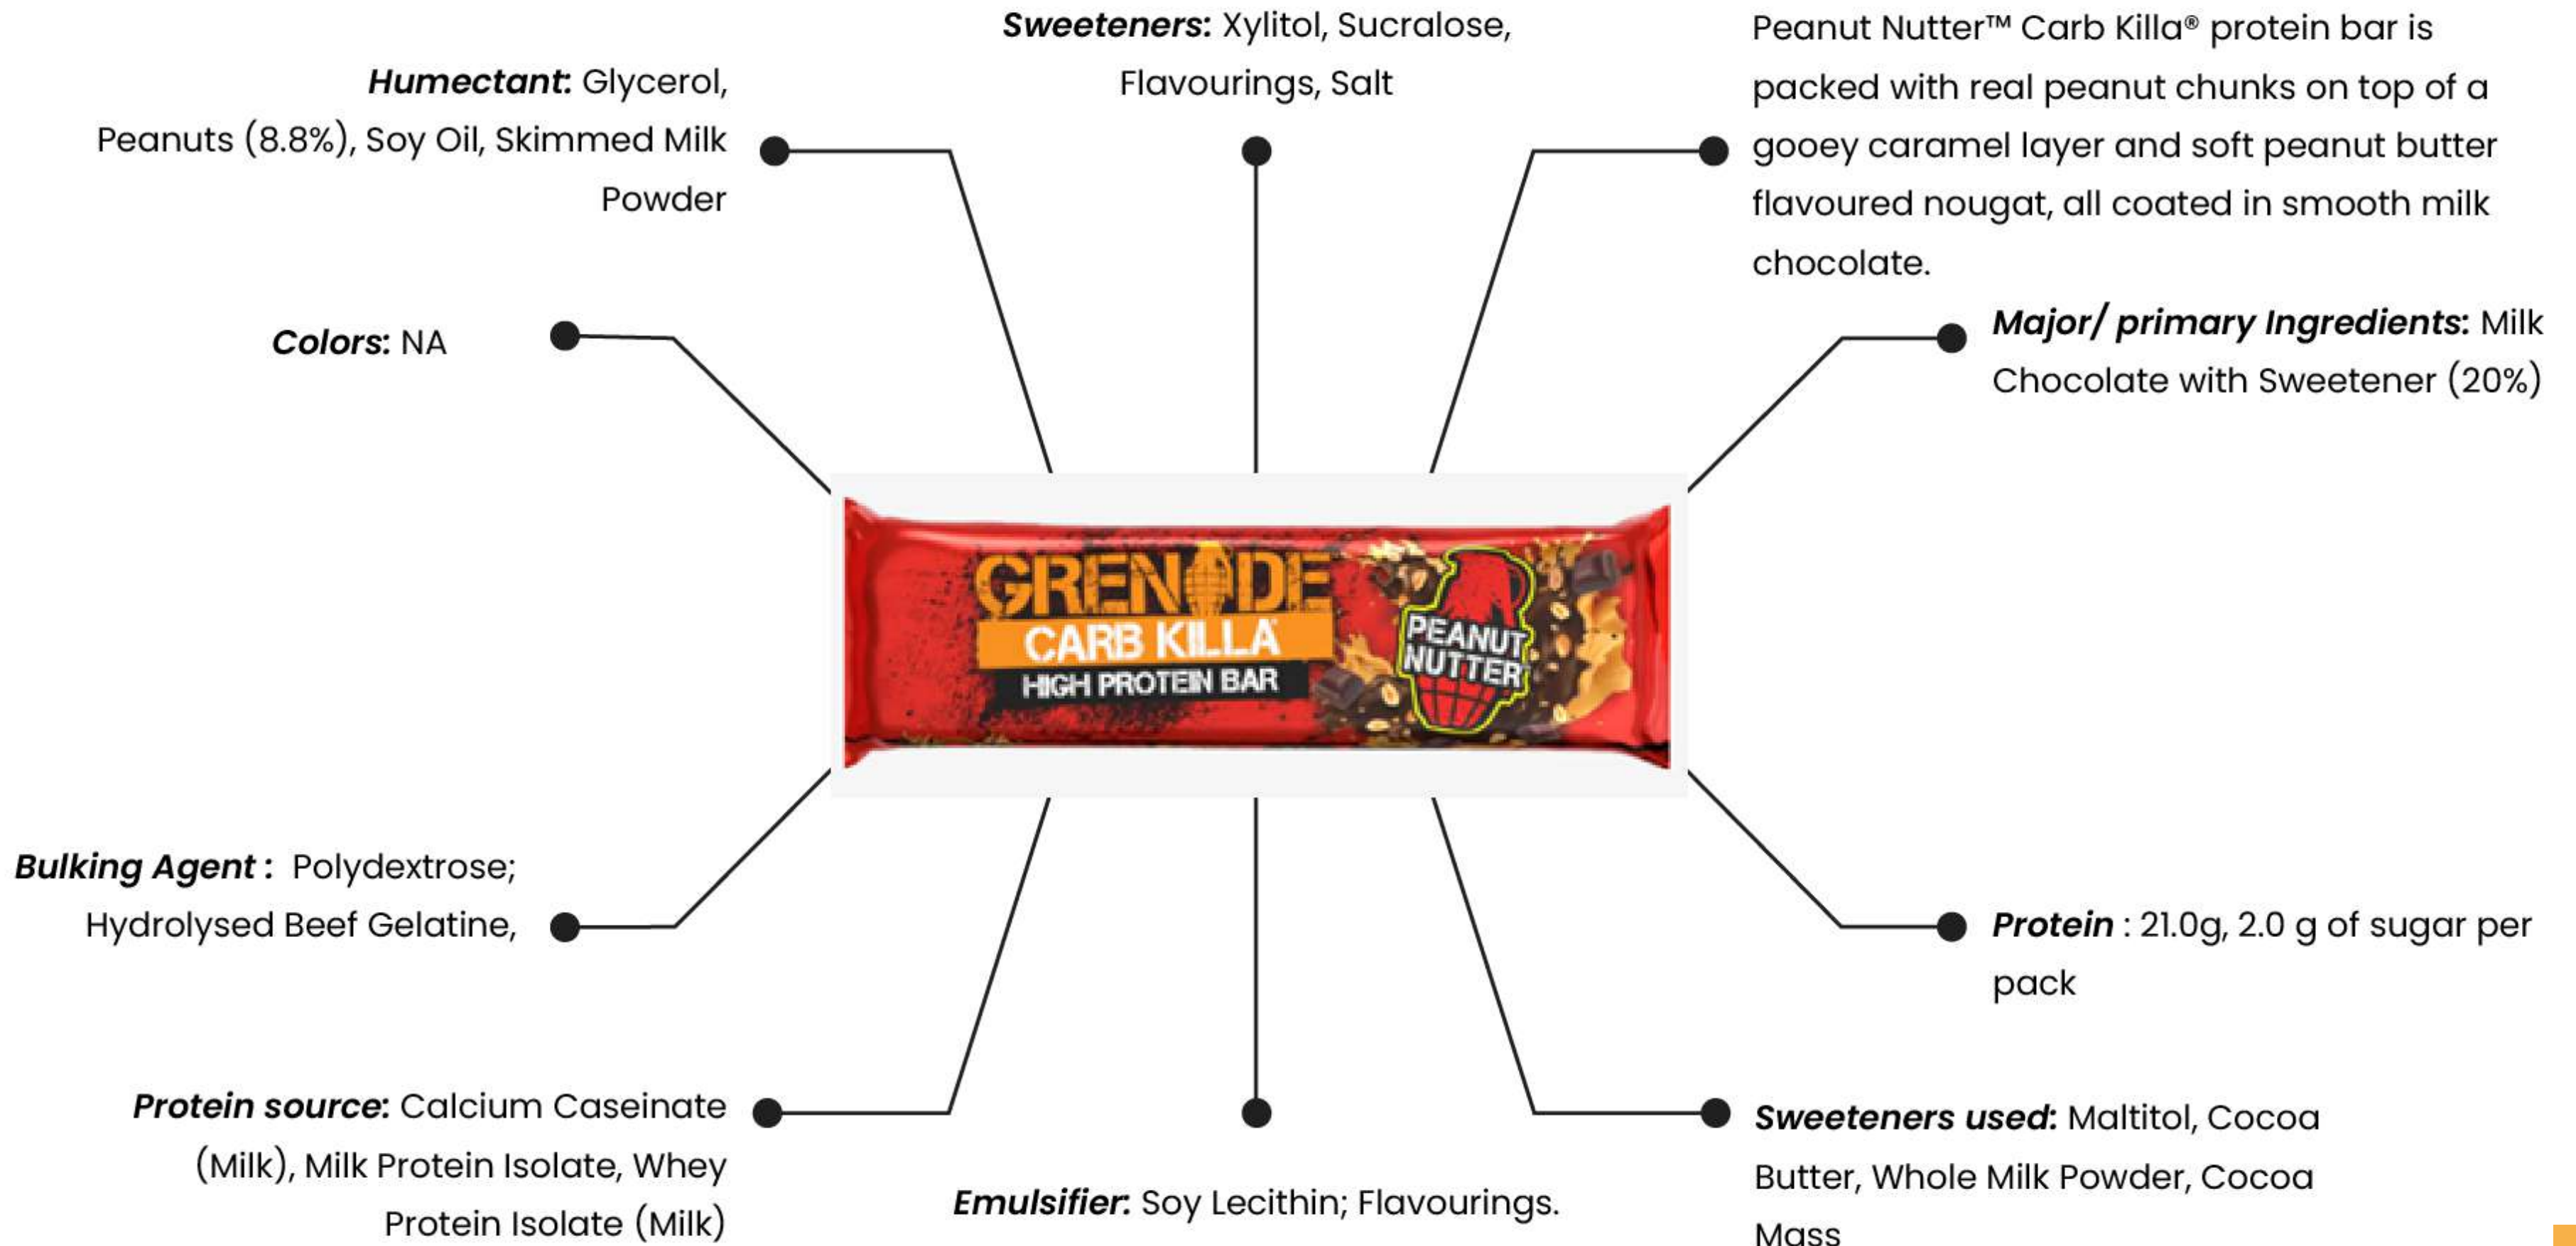 Sweeteners: Xylitol, Sucralose,
Flavourings, Salt
Humectant: Glycerol,
Peanuts (8.8%), Soy Oil, Skimmed Milk
Powder
Peanut Nutter™ Carb Killa® protein bar is
packed with real peanut chunks on top of a
gooey caramel layer and soft peanut butter
flavoured nougat, all coated in smooth milk
chocolate.
Colors: NA
Major/ primary Ingredients: Milk
Chocolate with Sweetener (20%)
GRENADE
CARB KILLA
HIGH PROTEIN BAR
PEANUT
NUTTER
Bulking Agent : Polydextrose;
Hydrolysed Beef Gelatine,
Protein : 21.0g, 2.0 g of sugar per
pack
Protein source: Calcium Caseinate
(Milk), Milk Protein Isolate, Whey
Protein Isolate (Milk)
Emulsifier: Soy Lecithin; Flavourings.
Sweeteners used: Maltitol, Cocoa
Butter, Whole Milk Powder, Cocoa
Mass